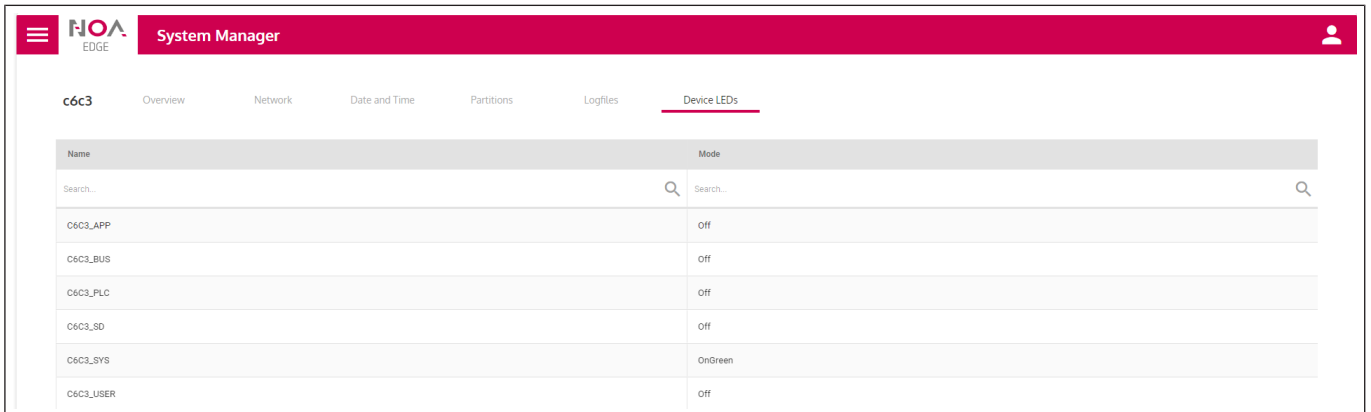 NOA
EDGE
System Manager
c6c3 Overview Network Date and Time Partitions Logfiles Device LEDs
Name Mode
Search... Search...
C6C3_APP Off
C6C3_BUS Off
C6C3_PLC Off
C6C3_SD Off
C6C3_SYS OnGreen
C6C3_USER Off